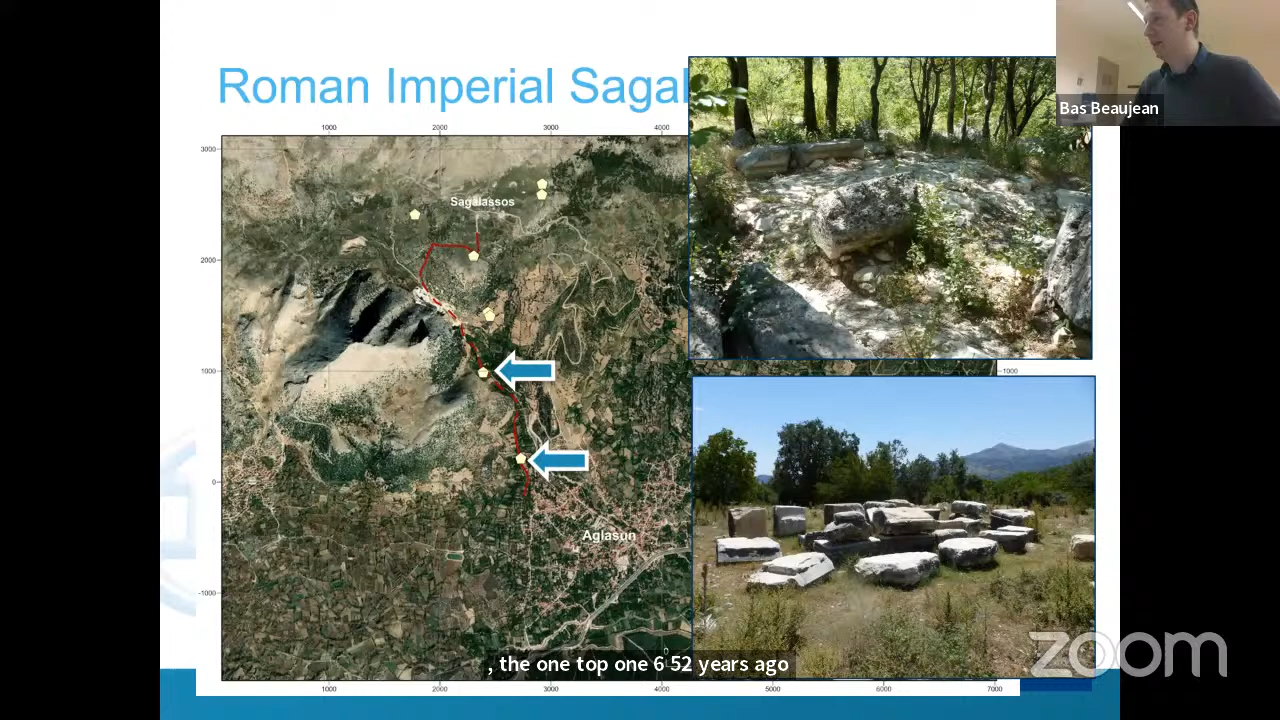 Roman Imperial Sagal
Bas Beaujean
1000 2000 3000 4000
3000
2000
1000
0
-1000
Sagalassos
Aglasun
1000
, the one top one 6 52 years ago
zoom
1000 2000 3000 4000 5000 6000 7000